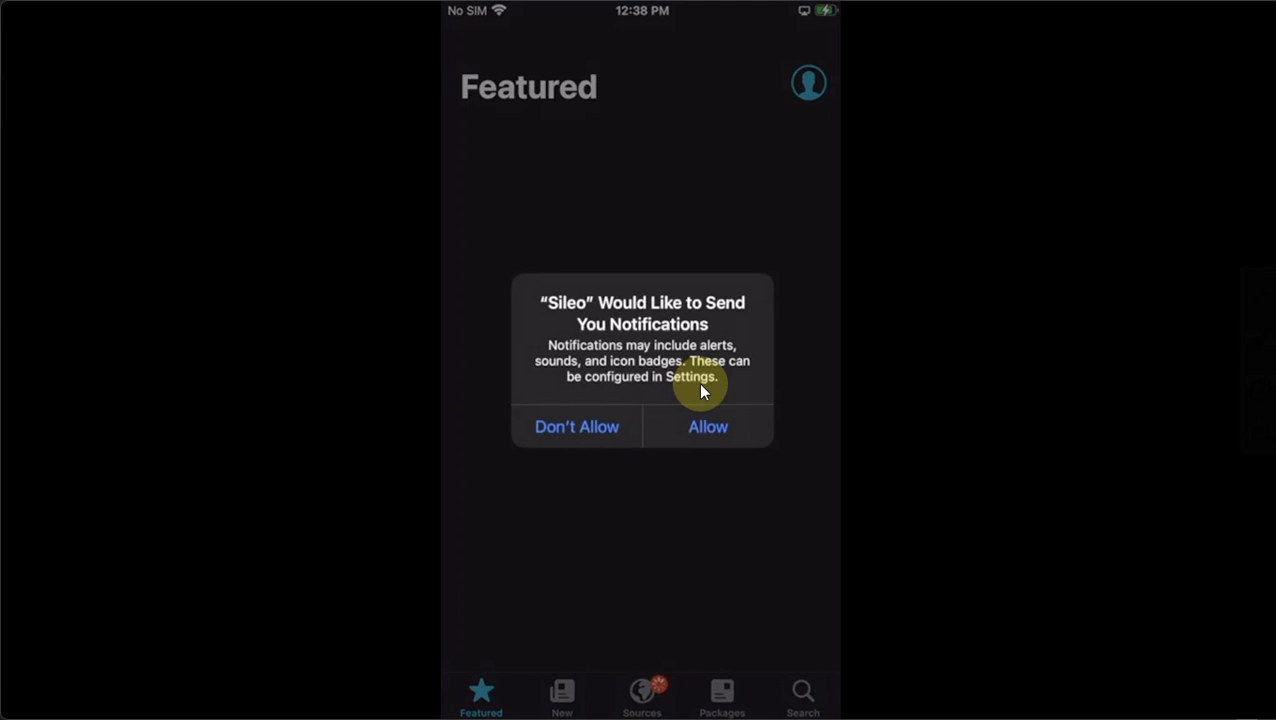 No SIM
12:38 PM
Featured
“Sileo” Would Like to Send
You Notifications
Notifications may include alerts,
sounds, and icon badges. These can
be configured in Settings.
Don’t Allow
Allow
Featured
New
Sources
Packages
Search